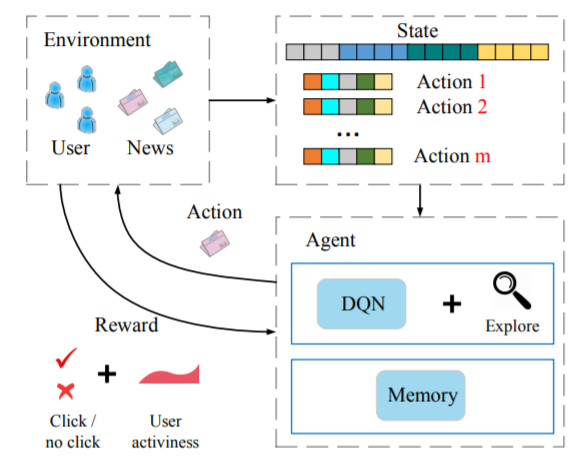 Environment
User
News
State
Action 1
Action 2
...
Action m
Action
Agent
DQN
+
Explore
Memory
Reward
+
Click /
no click
User
activiness